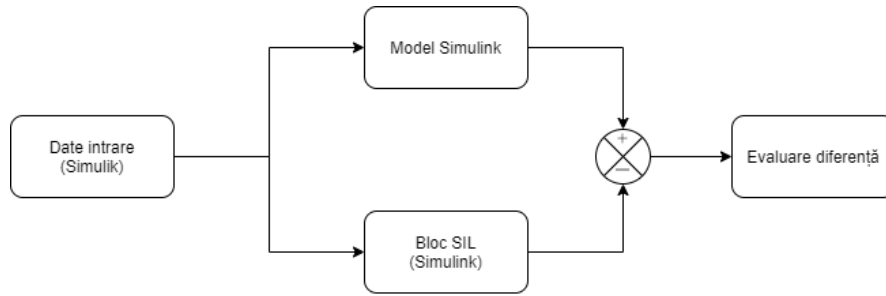 Model Simulink
Date intrare
(Simulik)
+
−
Evaluare diferență
Bloc SIL
(Simulink)